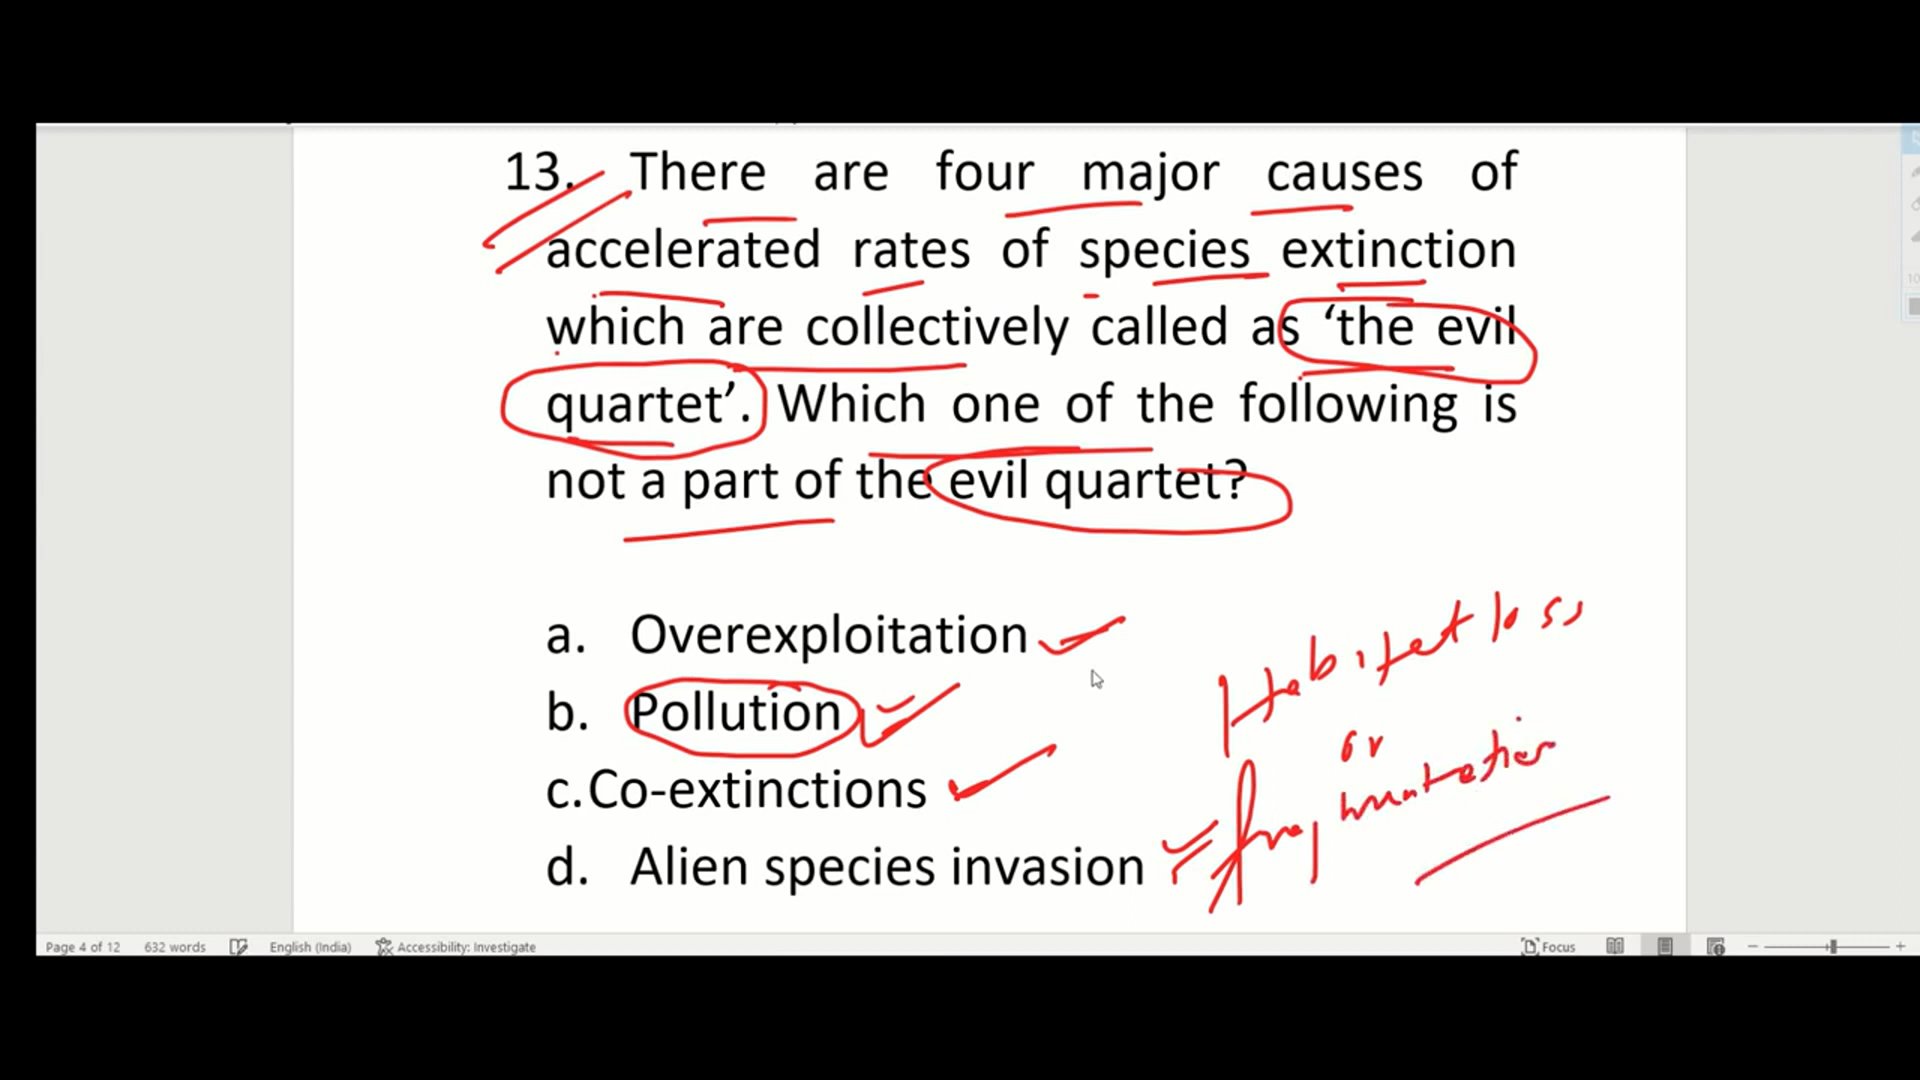 13. There are four major causes of
accelerated rates of species extinction
which are collectively called as ‘the evil
quartet’. Which one of the following is
not a part of the evil quartet?
a. Overexploitation
b. Pollution
c. Co-extinctions
d. Alien species invasion
Habitat loss
or
fragmentation
Page 4 of 12 632 words English (India) Accessibility: Investigate Focus